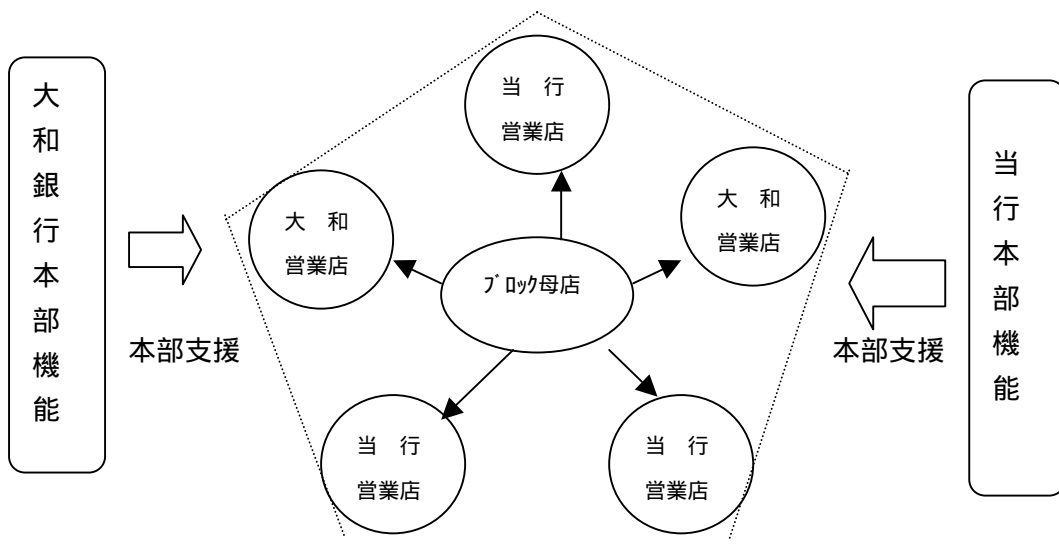 大和銀行本部機能
当　行
営業店
大　和
営業店
大　和
営業店
ﾌﾞﾛｯｸ母店
本部支援
当　行
営業店
当　行
営業店
本部支援
当行本部機能